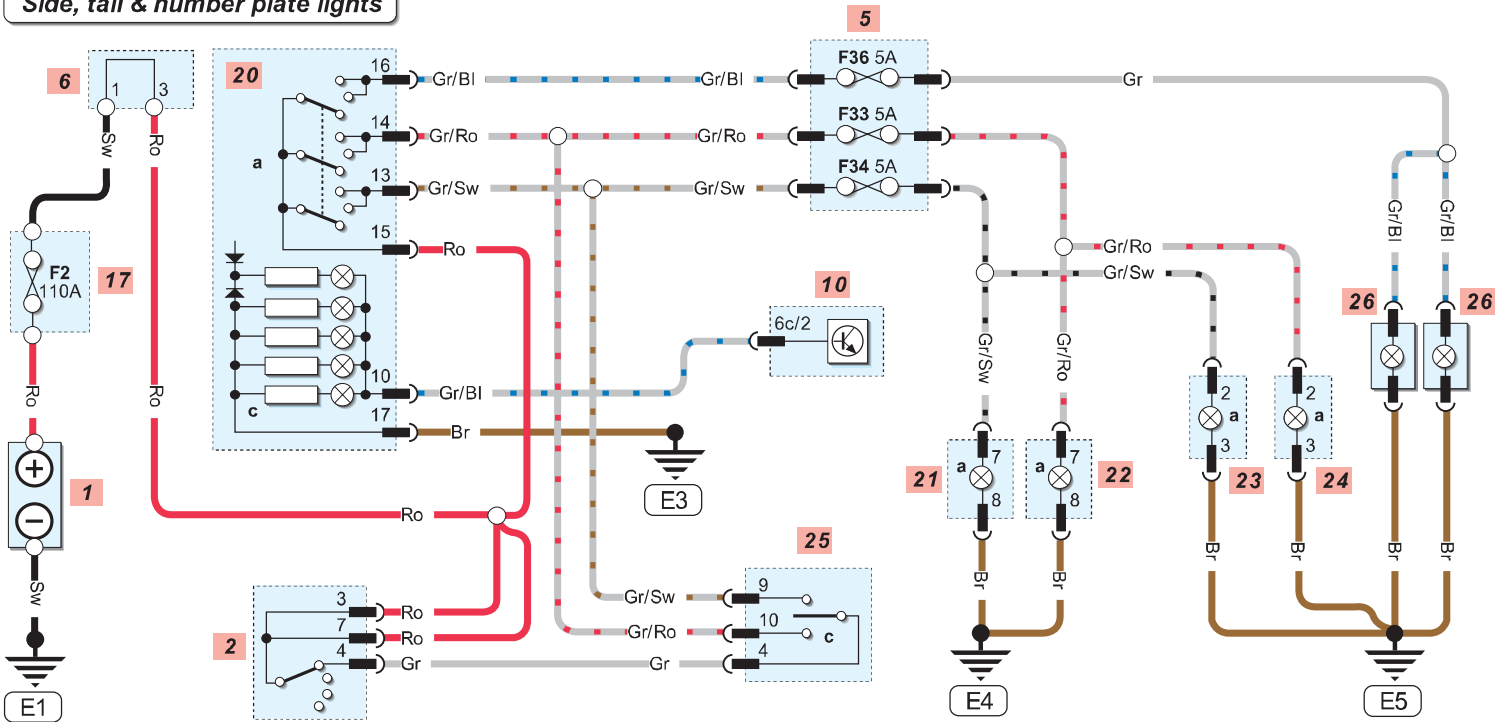 Side, tail & number plate lights
5
6
1
3
Sw
Ro
20
16
Gr/Bl
Gr/Bl
F36 5A
Gr
14
Gr/Ro
Gr/Ro
F33 5A
a
13
Gr/Sw
Gr/Sw
F34 5A
15
Ro
Gr/Bl
Gr/Bl
Gr/Ro
Gr/Sw
F2
110A
17
10
6c/2
26
26
Gr/Sw
Gr/Ro
Ro
Ro
10
Gr/Bl
c
17
Br
2
a
3
23
2
a
3
24
+
−
1
E3
21
a
7
8
a
7
8
22
Ro
25
Sw
Br
Br
Br
Br
Br
Br
3
Ro
7
Ro
4
Gr
Gr
2
Gr/Sw
9
Gr/Ro
10
c
4
E1
E4
E5